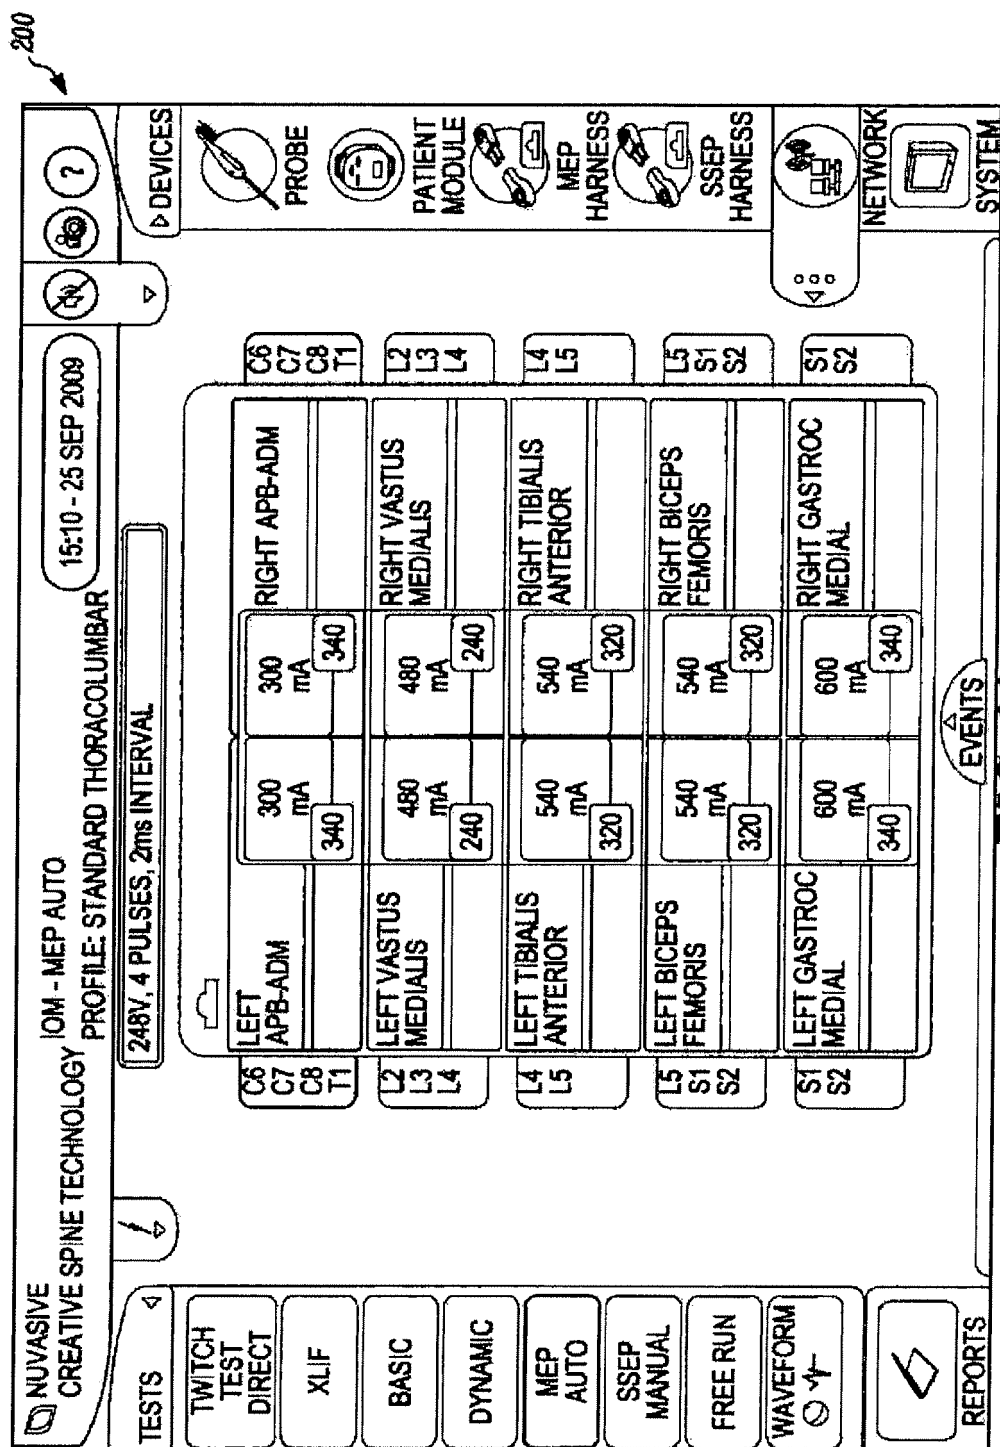 200
NUVASIVE
CREATIVE SPINE TECHNOLOGY
IOM - MEP AUTO
PROFILE: STANDARD THORACOLUMBAR
15:10 - 25 SEP 2009
?
TESTS
248V, 4 PULSES, 2ms INTERVAL
DEVICES
TWITCH
TEST
DIRECT
XLIF
BASIC
DYNAMIC
MEP
AUTO
SSEP
MANUAL
FREE RUN
WAVEFORM
REPORTS
C6
C7
C8
T1
LEFT
APB-ADM
300
mA
340
300
mA
340
RIGHT APB-ADM
C6
C7
C8
T1
L2
L3
L4
LEFT VASTUS
MEDIALIS
480
mA
240
480
mA
240
RIGHT VASTUS
MEDIALIS
L2
L3
L4
L4
L5
LEFT TIBIALIS
ANTERIOR
540
mA
320
540
mA
320
RIGHT TIBIALIS
ANTERIOR
L4
L5
L5
S1
S2
LEFT BICEPS
FEMORIS
540
mA
320
540
mA
320
RIGHT BICEPS
FEMORIS
L5
S1
S2
S1
S2
LEFT GASTROC
MEDIAL
600
mA
340
600
mA
340
RIGHT GASTROC
MEDIAL
S1
S2
EVENTS
PROBE
PATIENT
MODULE
MEP
HARNESS
SSEP
HARNESS
NETWORK
SYSTEM